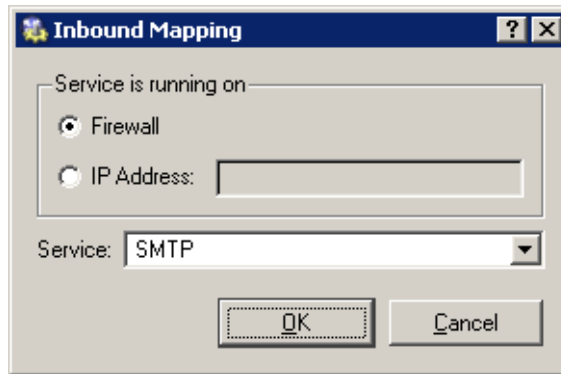 Inbound Mapping
Service is running on
Firewall
IP Address:
Service: SMTP
OK Cancel